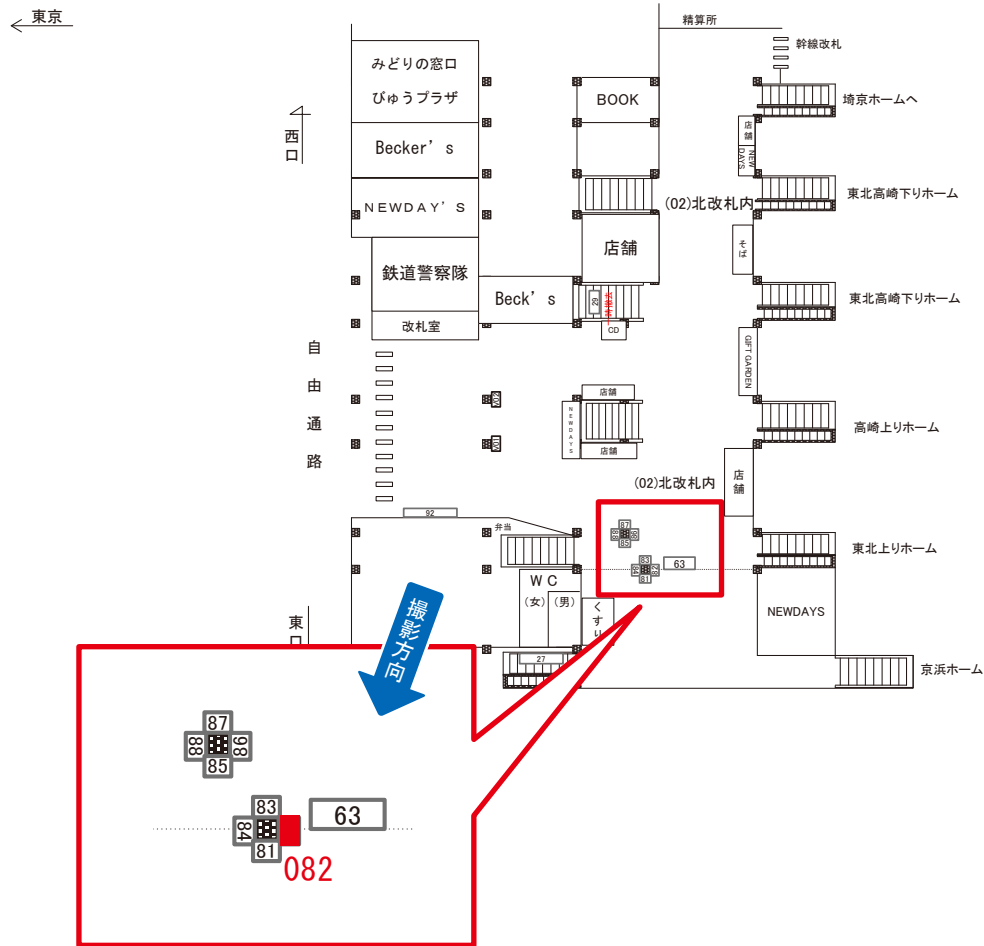 東京
精算所
幹線改札
みどりの窓口
びゅうプラザ
BOOK
埼京ホームへ
西口
店舗
NEW DAYS
Becker's
東北高崎下りホーム
(02)北改札内
NEWDAY'S
そば
店舗
鉄道警察隊
Beck's
29
東北高崎下りホーム
改札室
CD
GIFT GARDEN
自由通路
店舗
NEWDAYS
高崎上りホーム
店舗
(02)北改札内
店舗
92
弁当
87
88
86
85
83
84
82
81
63
東北上りホーム
WC
(女)
(男)
くすり
NEWDAYS
東口
27
京浜ホーム
撮影方向
87
88
86
85
83
84
63
81
082